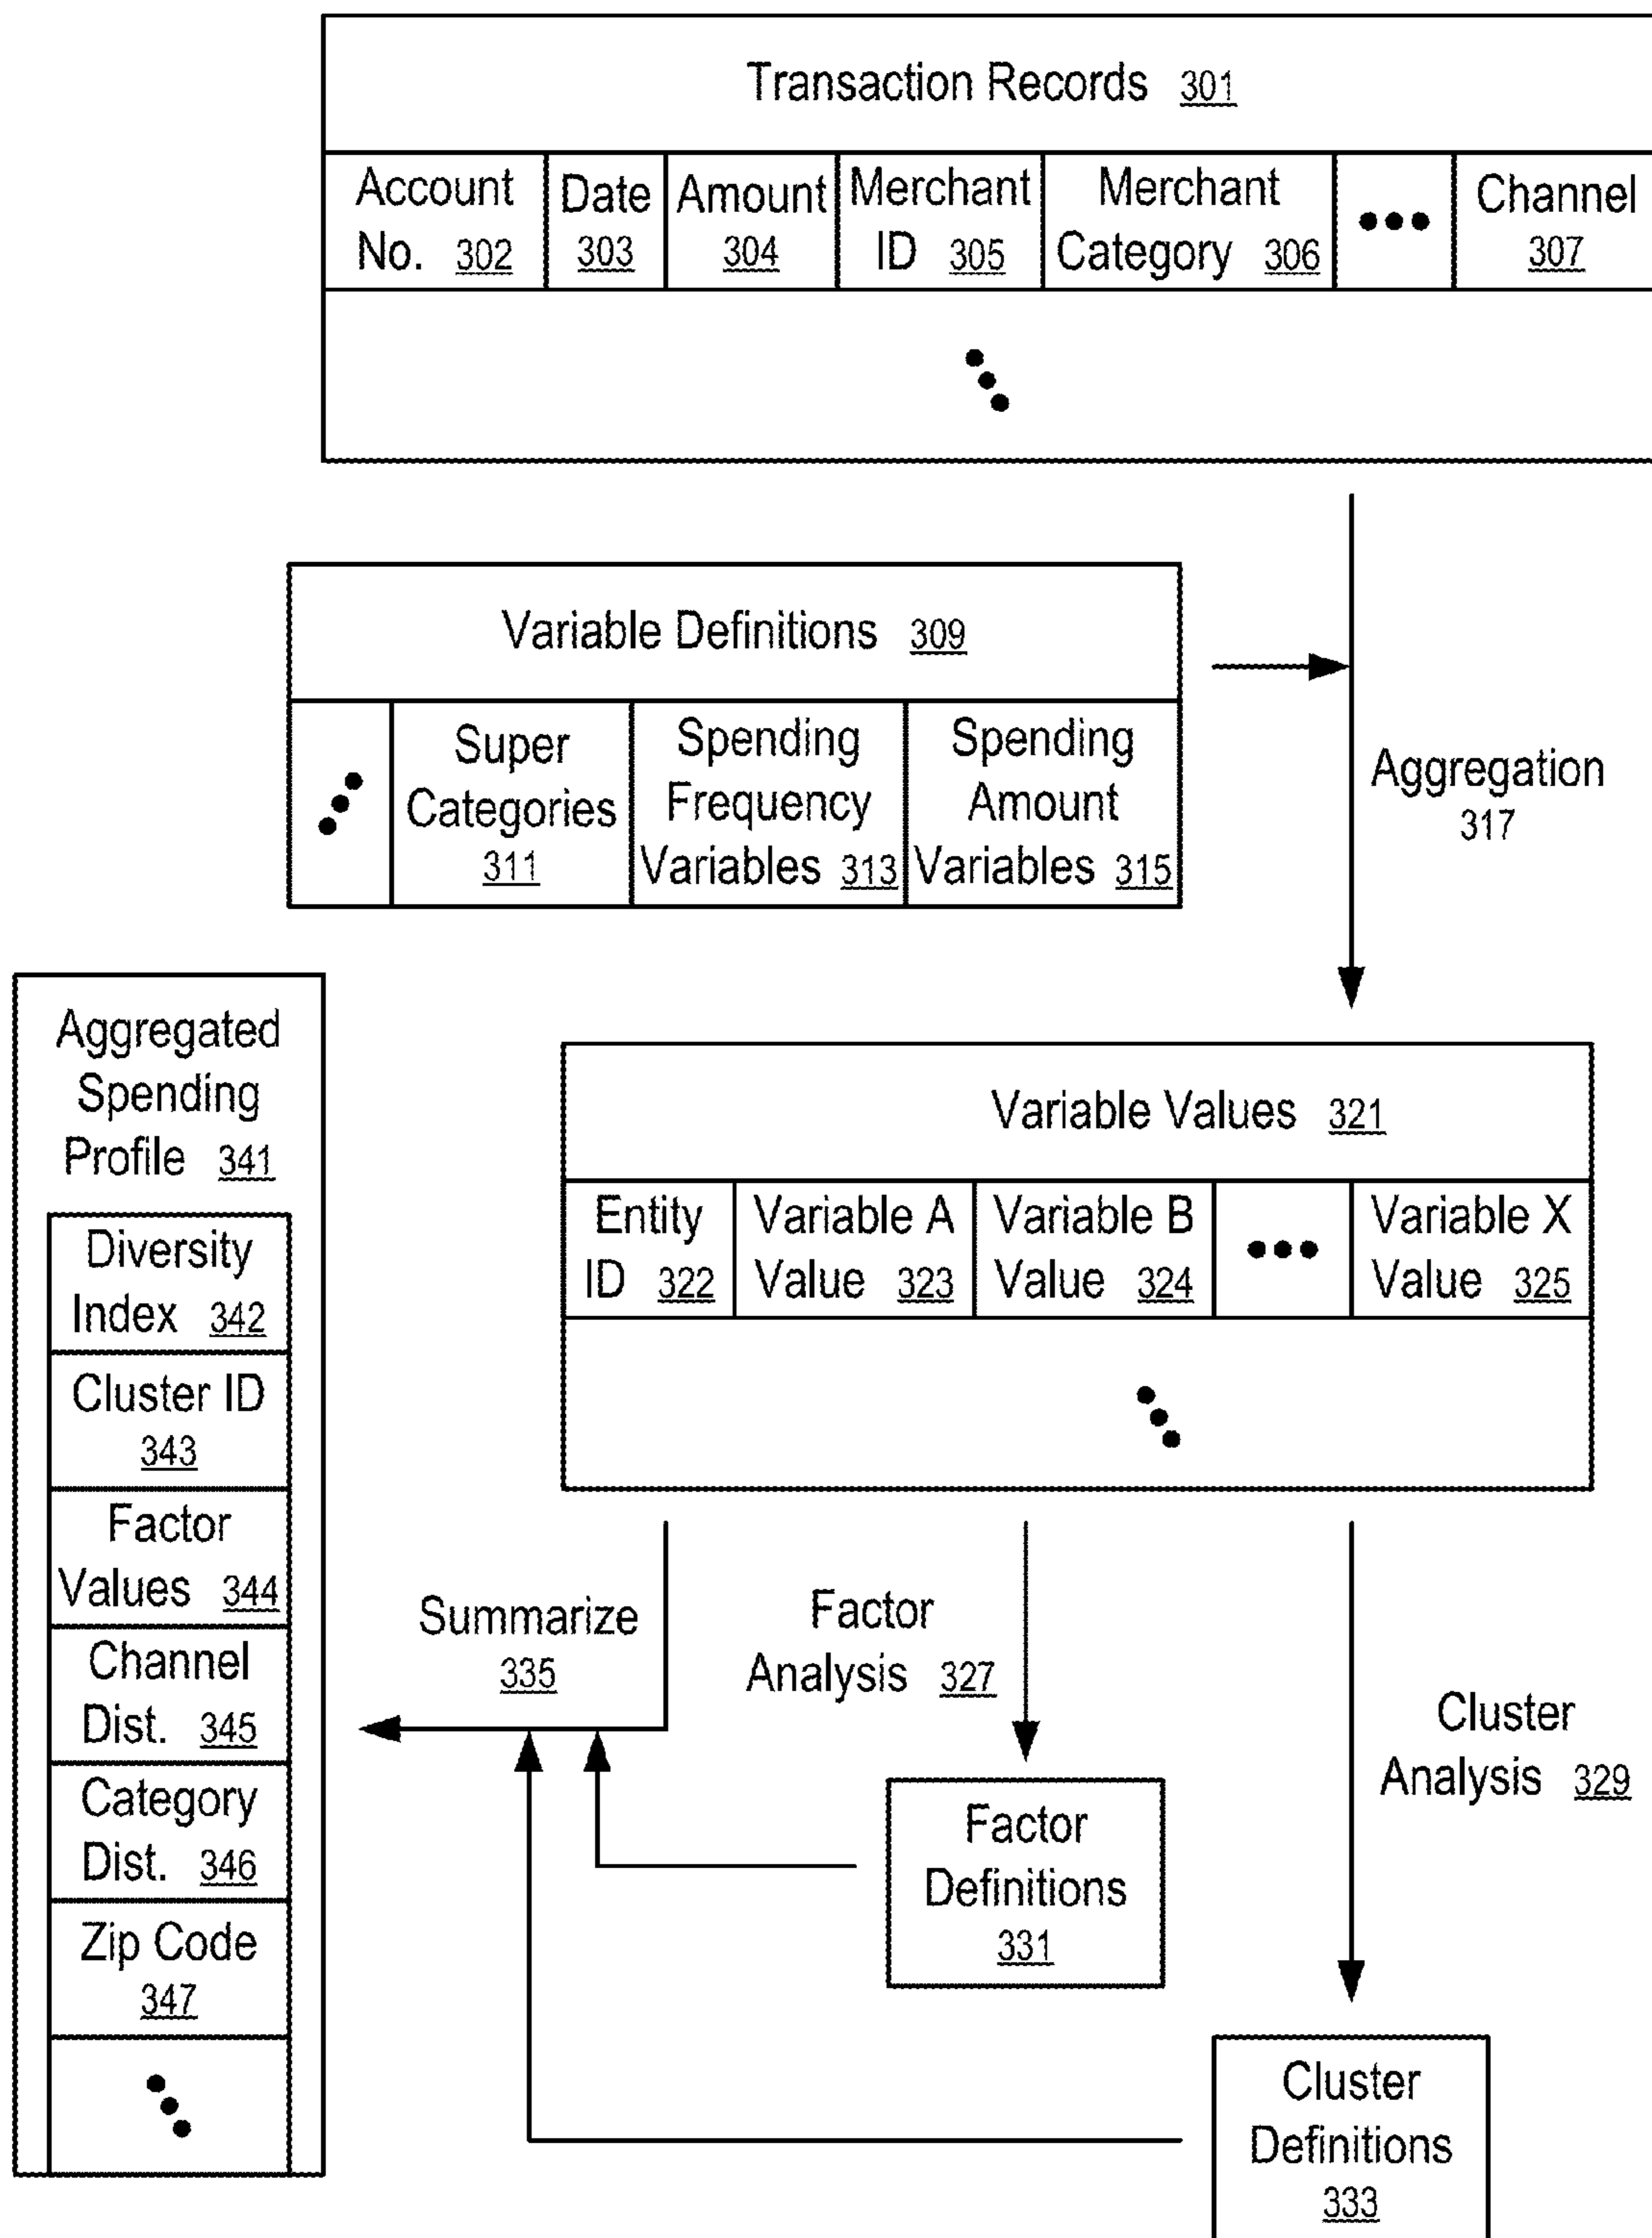 Transaction Records 301
Account
No. 302
Date
303
Amount
304
Merchant
ID 305
Merchant
Category 306
•••
Channel
307
Variable Definitions 309
Super
Categories
311
Spending
Frequency
Variables 313
Spending
Amount
Variables 315
Aggregation
317
Aggregated
Spending
Profile 341
Diversity
Index 342
Cluster ID
343
Factor
Values 344
Channel
Dist. 345
Category
Dist. 346
Zip Code
347
Variable Values 321
Entity
ID 322
Variable A
Value 323
Variable B
Value 324
•••
Variable X
Value 325
Summarize
335
Factor
Analysis 327
Cluster
Analysis 329
Factor
Definitions
331
Cluster
Definitions
333